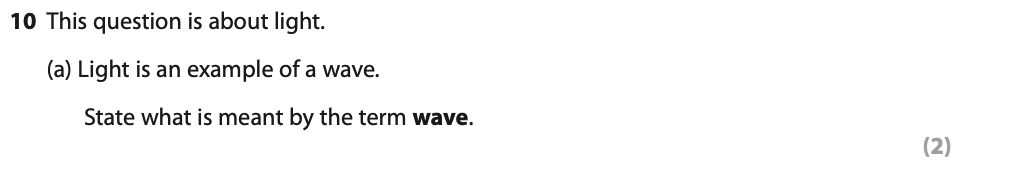 10 This question is about light.
(a) Light is an example of a wave.
State what is meant by the term wave.
(2)